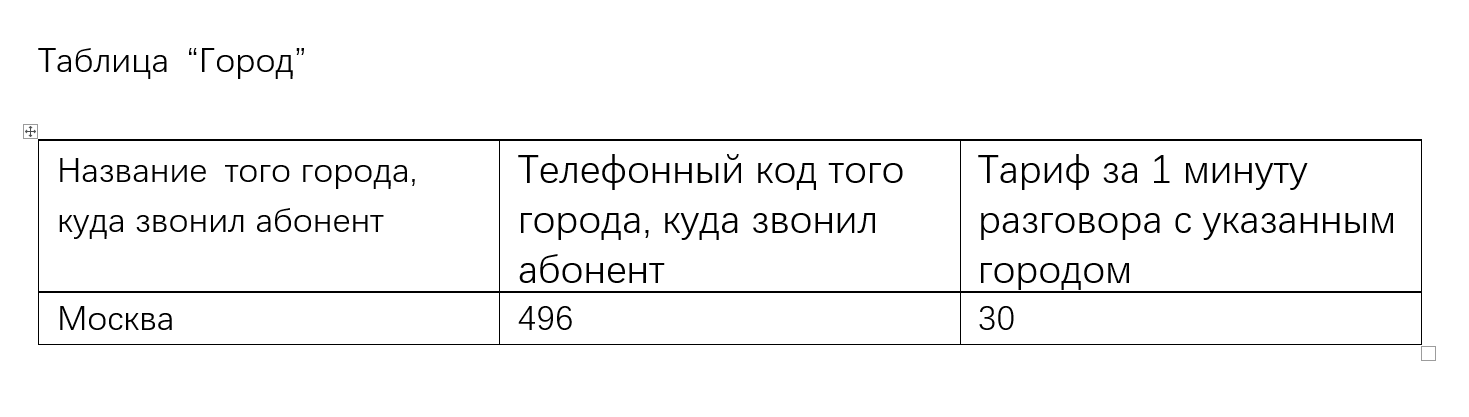 Таблица “Город”
Название того города,
куда звонил абонент
Телефонный код того
города, куда звонил
абонент
Тариф за 1 минуту
разговора с указанным
городом
Москва
496
30